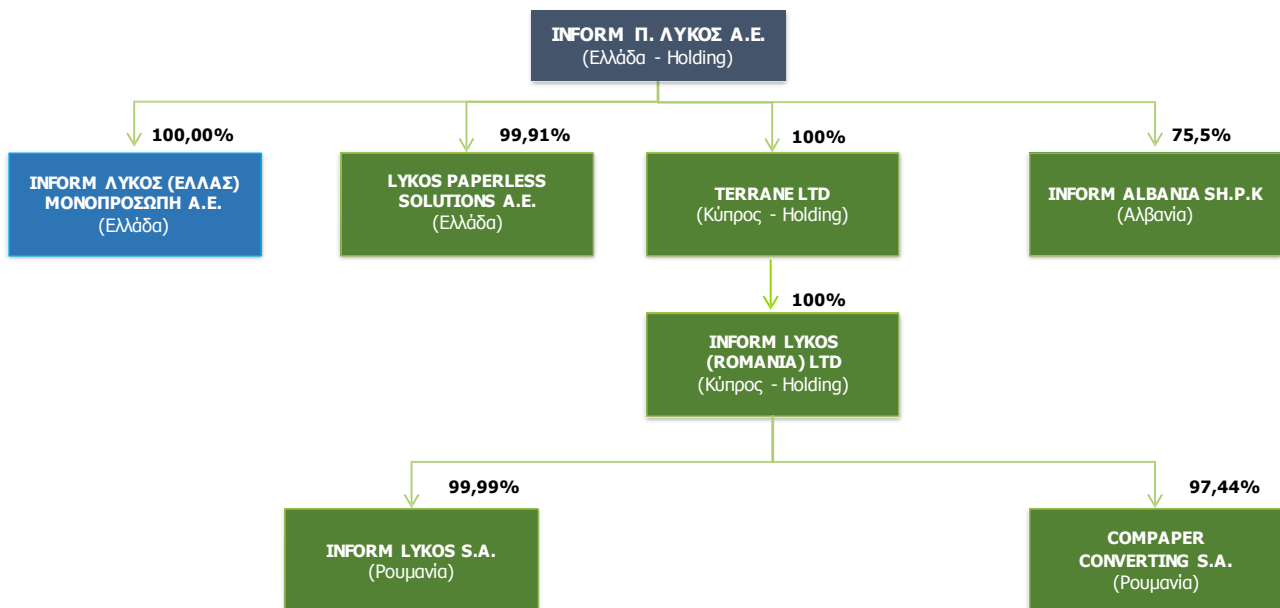 INFORM Π. ΛΥΚΟΣ Α.Ε.
(Ελλάδα - Holding)
100,00%
99,91%
100%
75,5%
INFORM ΛΥΚΟΣ (ΕΛΛΑΣ)
ΜΟΝΟΠΡΟΣΩΠΗ Α.Ε.
(Ελλάδα)
LYKOS PAPERLESS
SOLUTIONS Α.Ε.
(Ελλάδα)
TERRANE LTD
(Κύπρος - Holding)
INFORM ALBANIA SH.P.K
(Αλβανία)
100%
INFORM LYKOS
(ROMANIA) LTD
(Κύπρος - Holding)
99,99%
97,44%
INFORM LYKOS S.A.
(Ρουμανία)
COMPAPER
CONVERTING S.A.
(Ρουμανία)